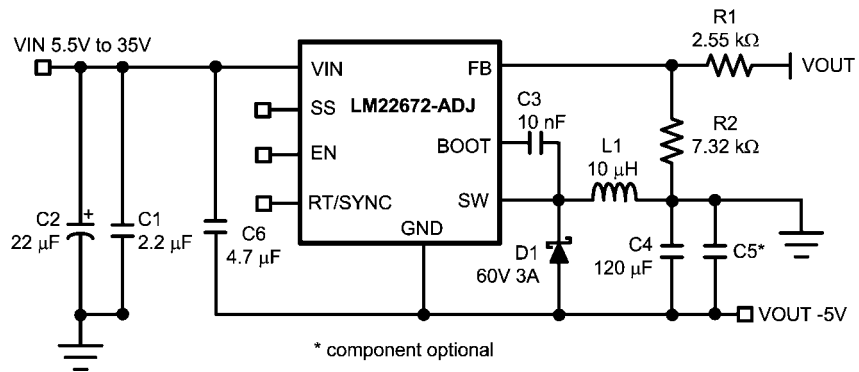 VIN 5.5V to 35V
VIN
FB
R1
2.55 kΩ
VOUT
SS
LM22672-ADJ
C3
10 nF
EN
BOOT
R2
7.32 kΩ
L1
10 μH
RT/SYNC
SW
GND
C2
22 μF
+
C1
2.2 μF
C6
4.7 μF
D1
60V 3A
C4
120 μF
C5*
VOUT -5V
* component optional